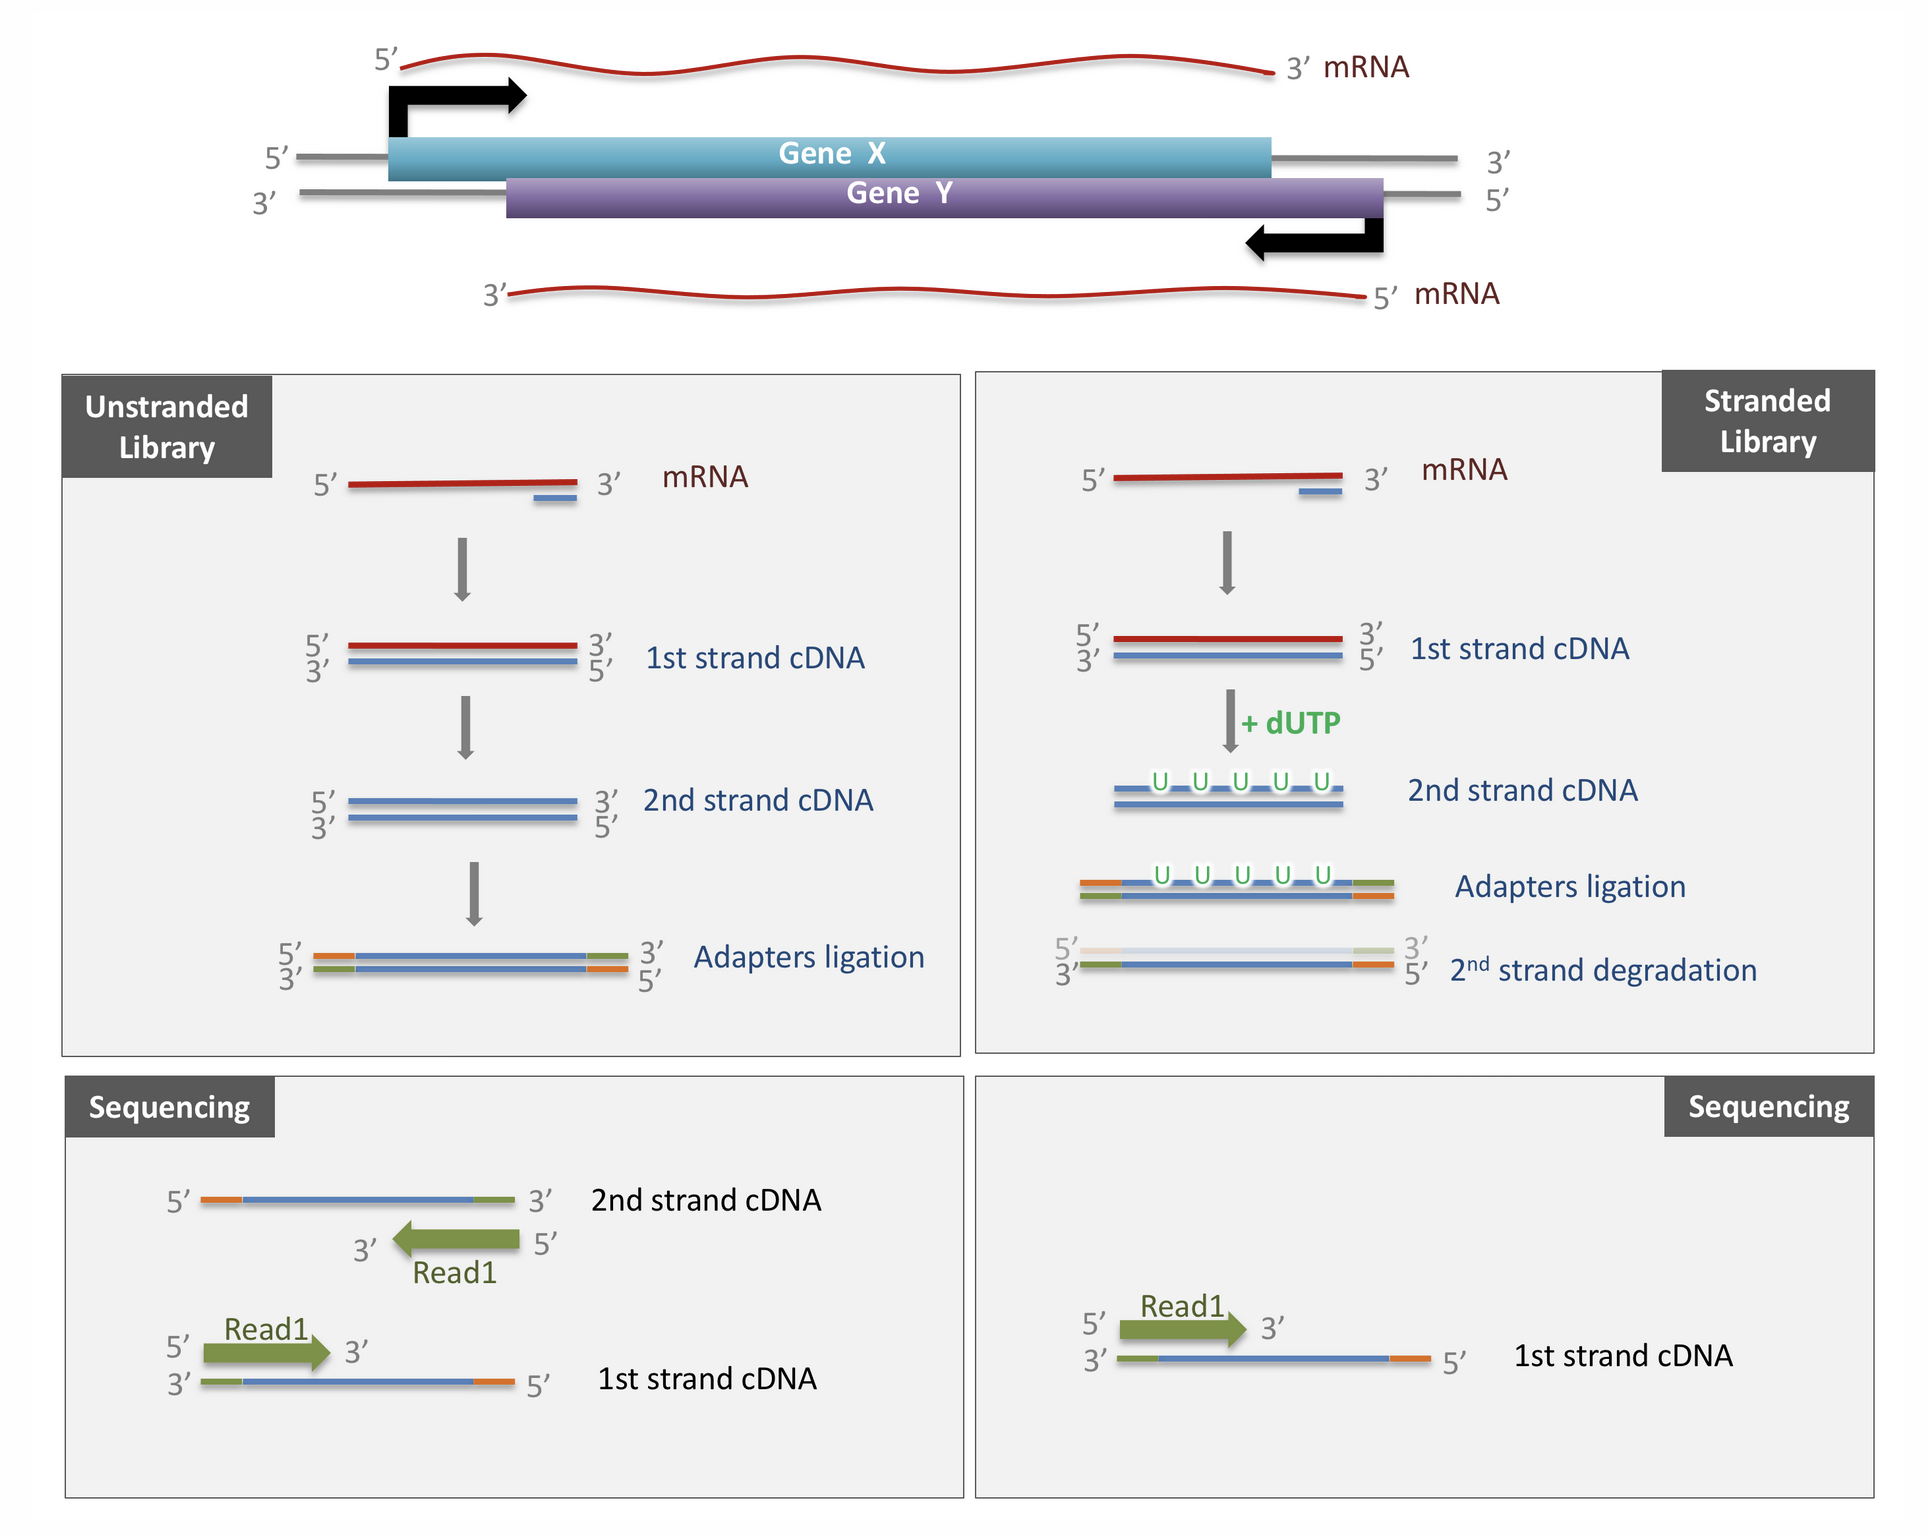 5’
3’ mRNA
Gene X
5’
3’
Gene Y
3’
5’
3’
5’ mRNA
Unstranded
Library
5’
3’
mRNA
5’
3’
3’
5’
1st strand cDNA
5’
3’
3’
5’
2nd strand cDNA
5’
3’
3’
5’
Adapters ligation
Stranded
Library
5’
3’
mRNA
5’
3’
3’
5’
1st strand cDNA
+ dUTP
U U U U U
2nd strand cDNA
U U U U U
Adapters ligation
5’
3’
3’
5’
2nd strand degradation
Sequencing
5’
3’
2nd strand cDNA
3’
5’
Read1
Read1
5’
3’
3’
5’
1st strand cDNA
Sequencing
Read1
5’
3’
3’
5’
1st strand cDNA